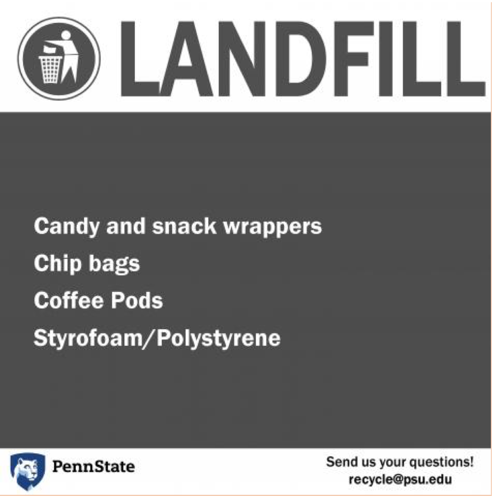 LANDFILL
Candy and snack wrappers
Chip bags
Coffee Pods
Styrofoam/Polystyrene
PennState
Send us your questions!
recycle@psu.edu